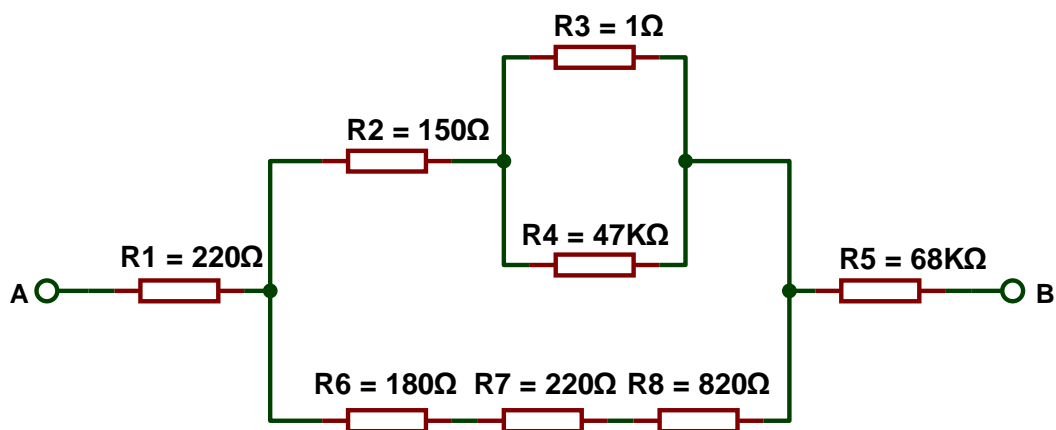 R3 = 1Ω
R2 = 150Ω
R4 = 47KΩ
R1 = 220Ω
R5 = 68KΩ
A
B
R6 = 180Ω
R7 = 220Ω
R8 = 820Ω